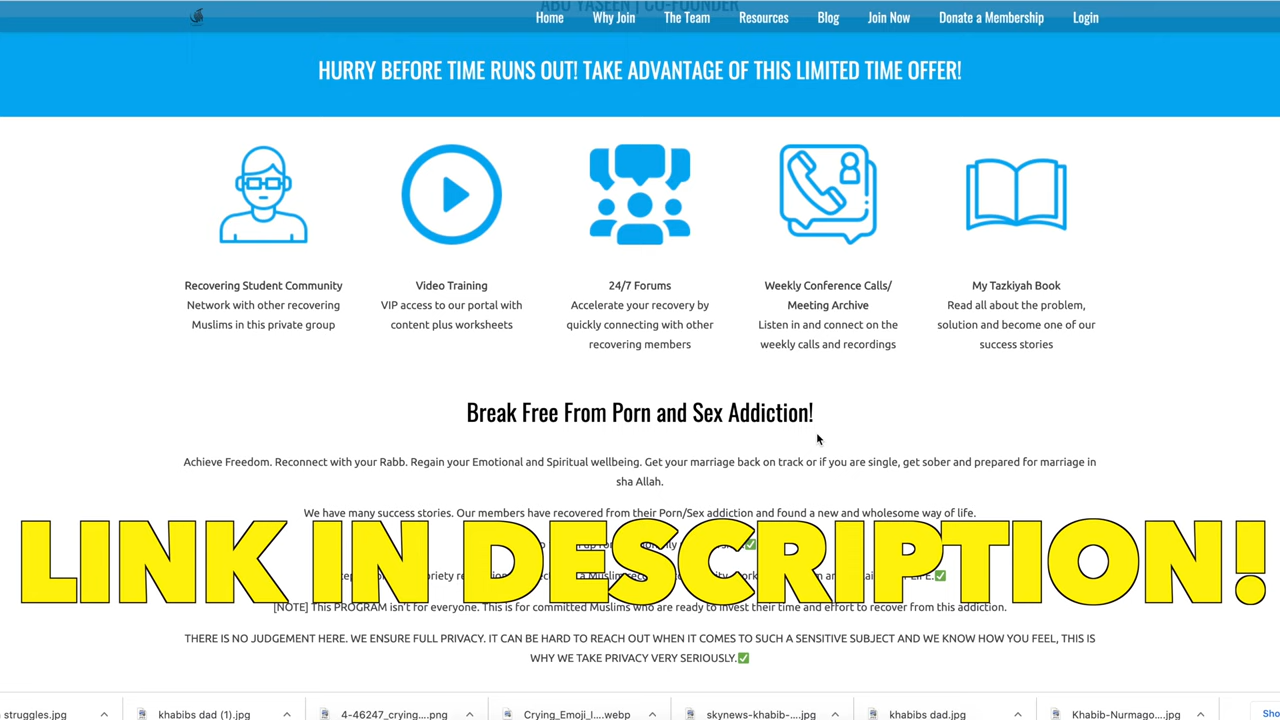 ABU YASEEN | CO-FOUNDER
Home Why Join The Team Resources Blog Join Now Donate a Membership Login
HURRY BEFORE TIME RUNS OUT! TAKE ADVANTAGE OF THIS LIMITED TIME OFFER!
Recovering Student Community
Network with other recovering
Muslims in this private group
Video Training
VIP access to our portal with
content plus worksheets
24/7 Forums
Accelerate your recovery by
quickly connecting with other
recovering members
Weekly Conference Calls/
Meeting Archive
Listen in and connect on the
weekly calls and recordings
My Tazkiyah Book
Read all about the problem,
solution and become one of our
success stories
Break Free From Porn and Sex Addiction!
Achieve Freedom. Reconnect with your Rabb. Regain your Emotional and Spiritual wellbeing. Get your marriage back on track or if you are single, get sober and prepared for marriage in
sha Allah.
We have many success stories. Our members have recovered from their Porn/Sex addiction and found a new and wholesome way of life.
LINK IN DESCRIPTION!
[NOTE] This PROGRAM isn't for everyone. This is for committed Muslims who are ready to invest their time and effort to recover from this addiction.
THERE IS NO JUDGEMENT HERE. WE ENSURE FULL PRIVACY. IT CAN BE HARD TO REACH OUT WHEN IT COMES TO SUCH A SENSITIVE SUBJECT AND WE KNOW HOW YOU FEEL, THIS IS
WHY WE TAKE PRIVACY VERY SERIOUSLY.✅
struggles.jpg khabibs dad (1).jpg 4-46247_crying....png Crying_Emoji_I....webp skynews-khabib-....jpg khabibs dad.jpg Khabib-Nurmago....jpg Sho